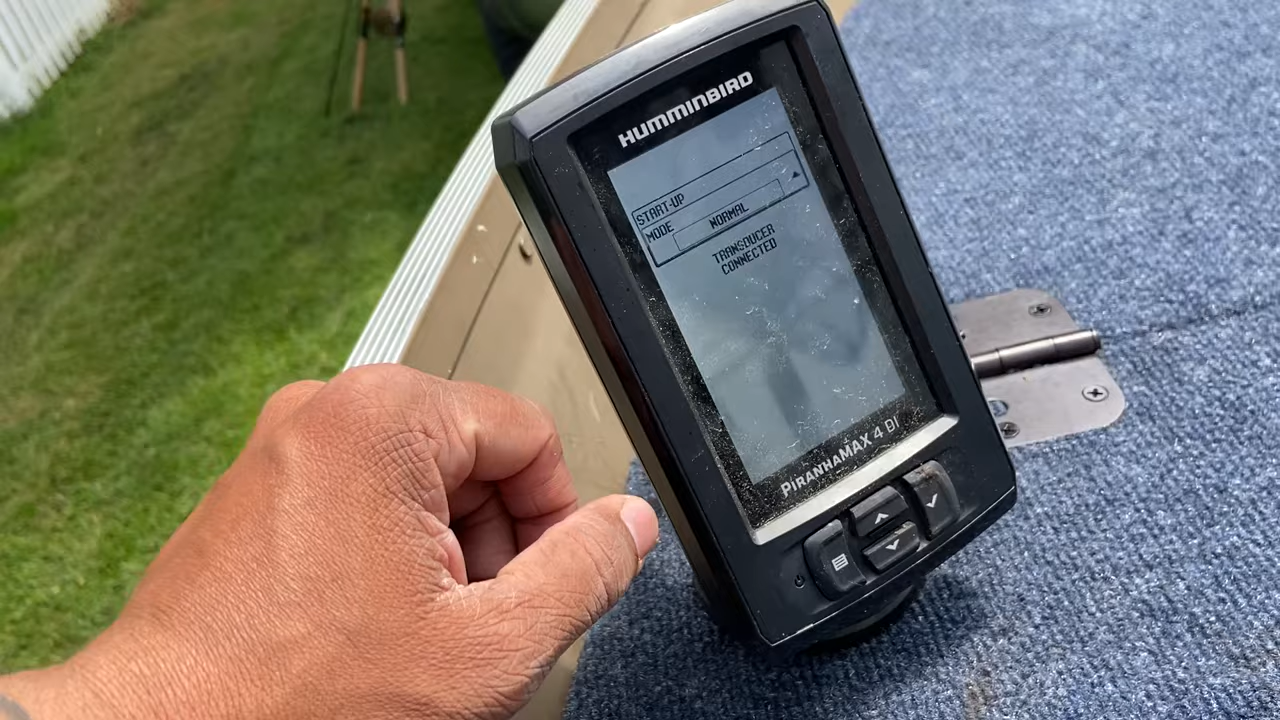 HUMMINBIRD
START-UP
MODE NORMAL
TRANSDUCER
CONNECTED
PIRANHAMAX 4 DI